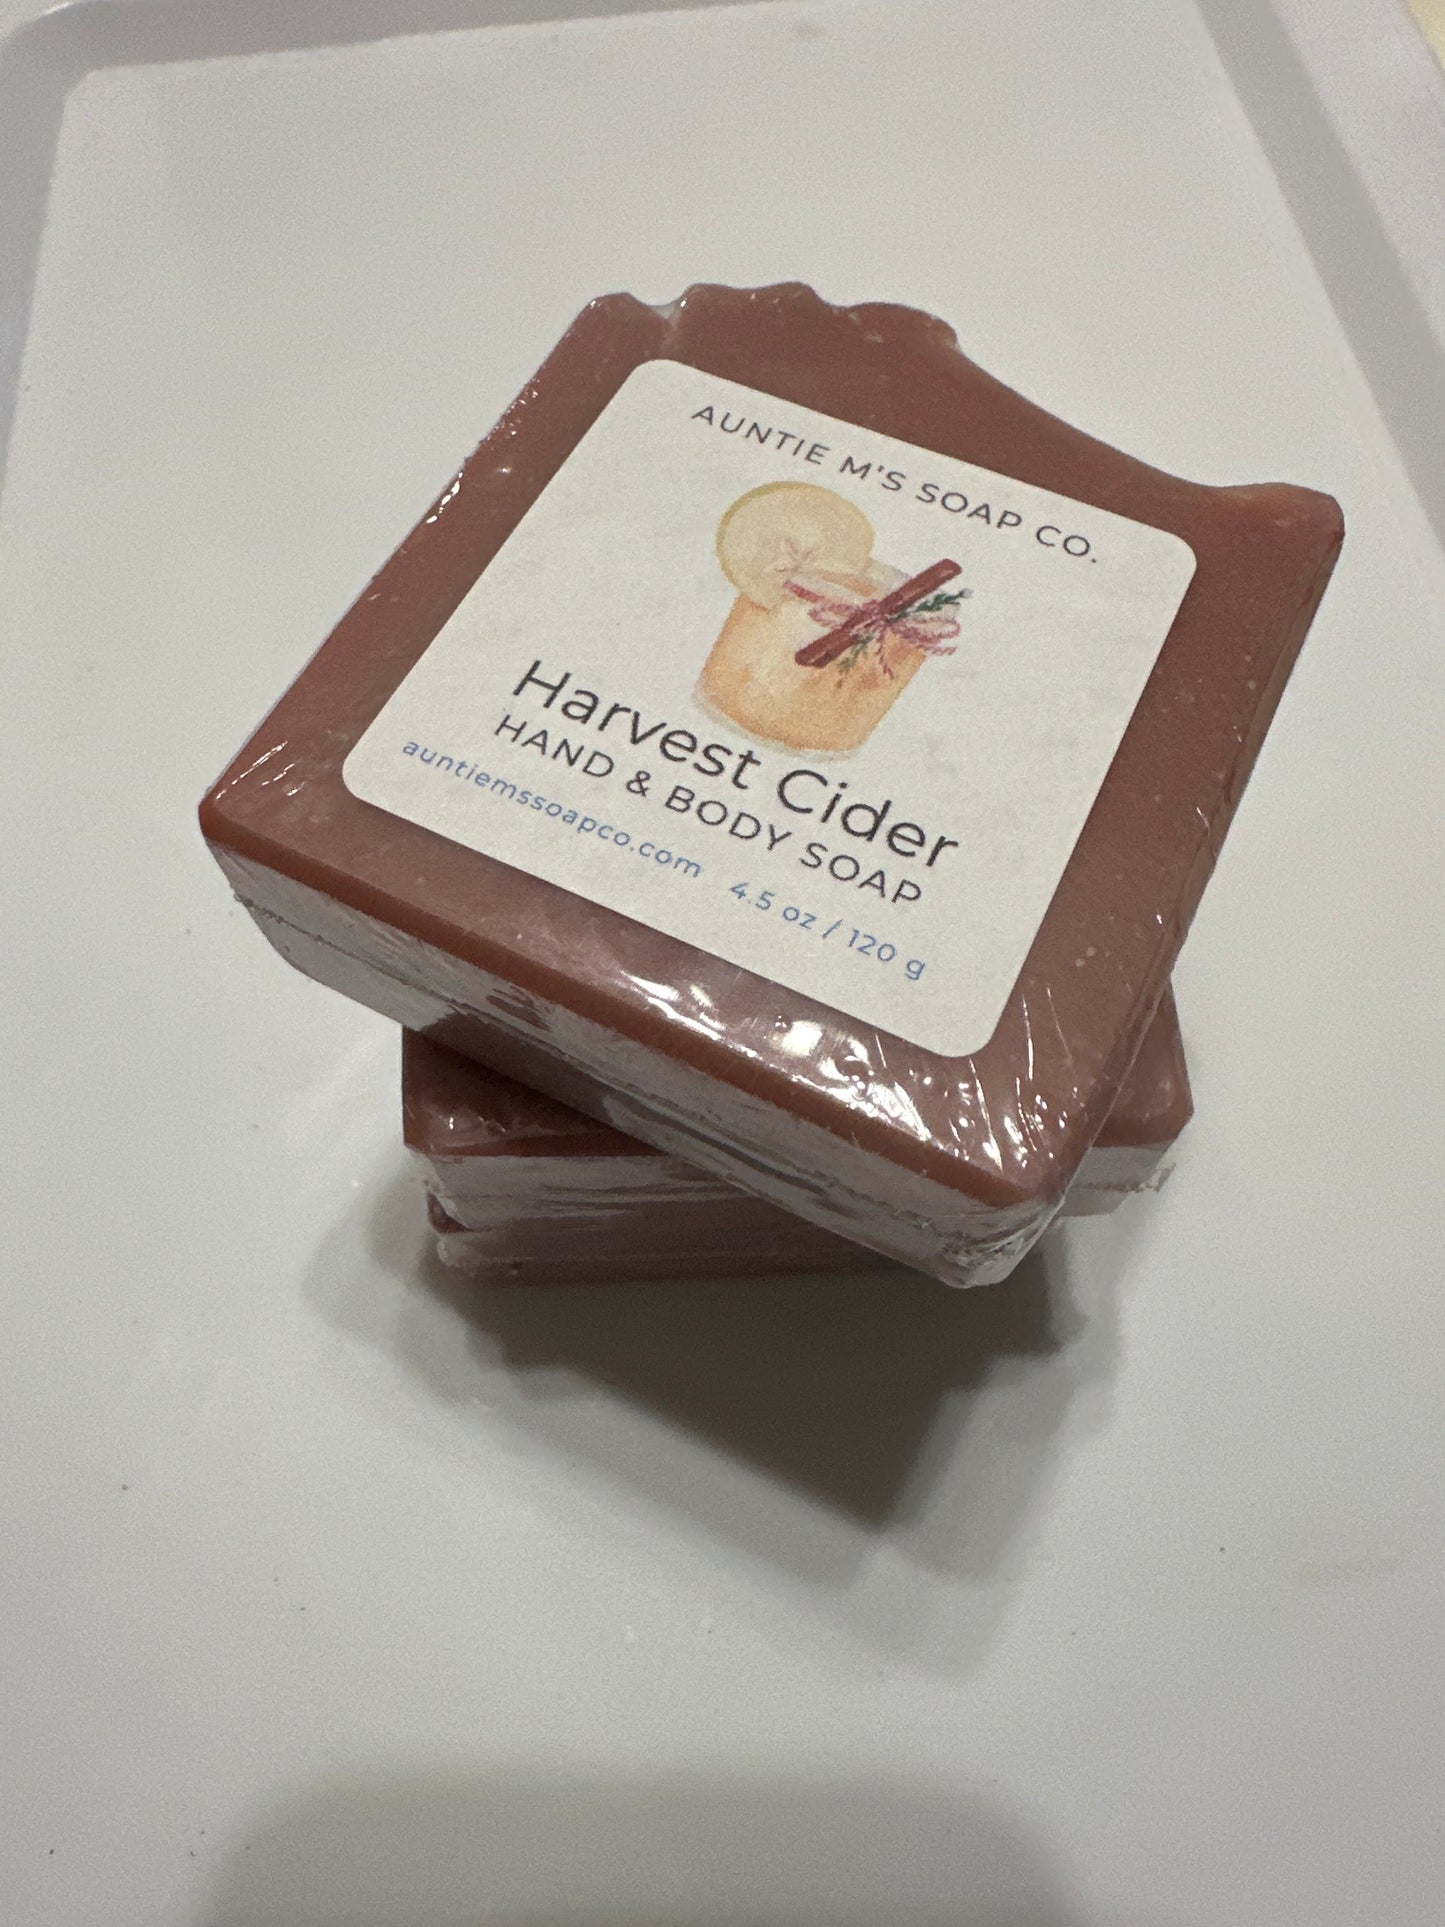 AUNTIE M'S SOAP CO.
Harvest Cider
HAND & BODY SOAP
auntiemssoapco.com 4.5 oz / 120 g